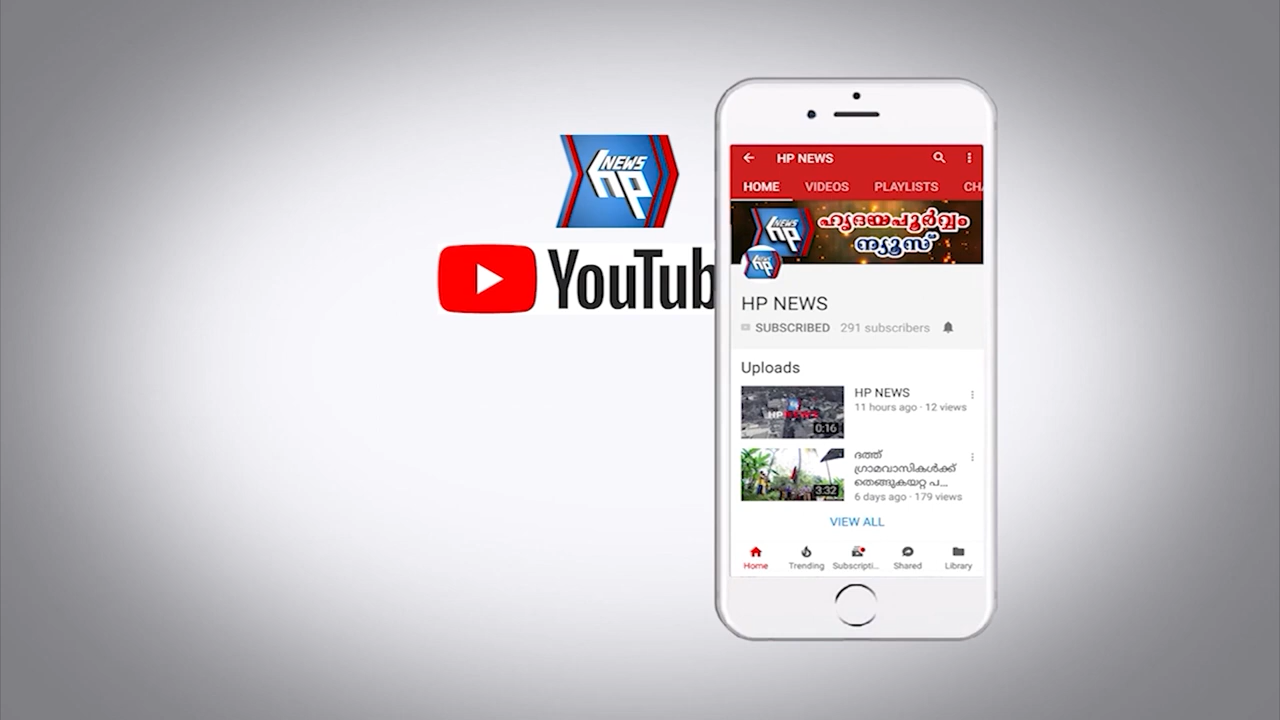 NEWS
hp
YouTub
HP NEWS
HOME VIDEOS PLAYLISTS CHA
NEWS
hp
ഹൃദയപൂർവ്വം
ന്യൂസ്
NEWS
hp
HP NEWS
SUBSCRIBED 291 subscribers
Uploads
HP NEWS
11 hours ago · 12 views
HP NEWS
0:16
ദത്ത്
ഗ്രാമവാസികൾക്ക്
തെങ്ങുകയറ്റ പ...
3:32
6 days ago · 179 views
VIEW ALL
Home Trending Subscripti... Shared Library